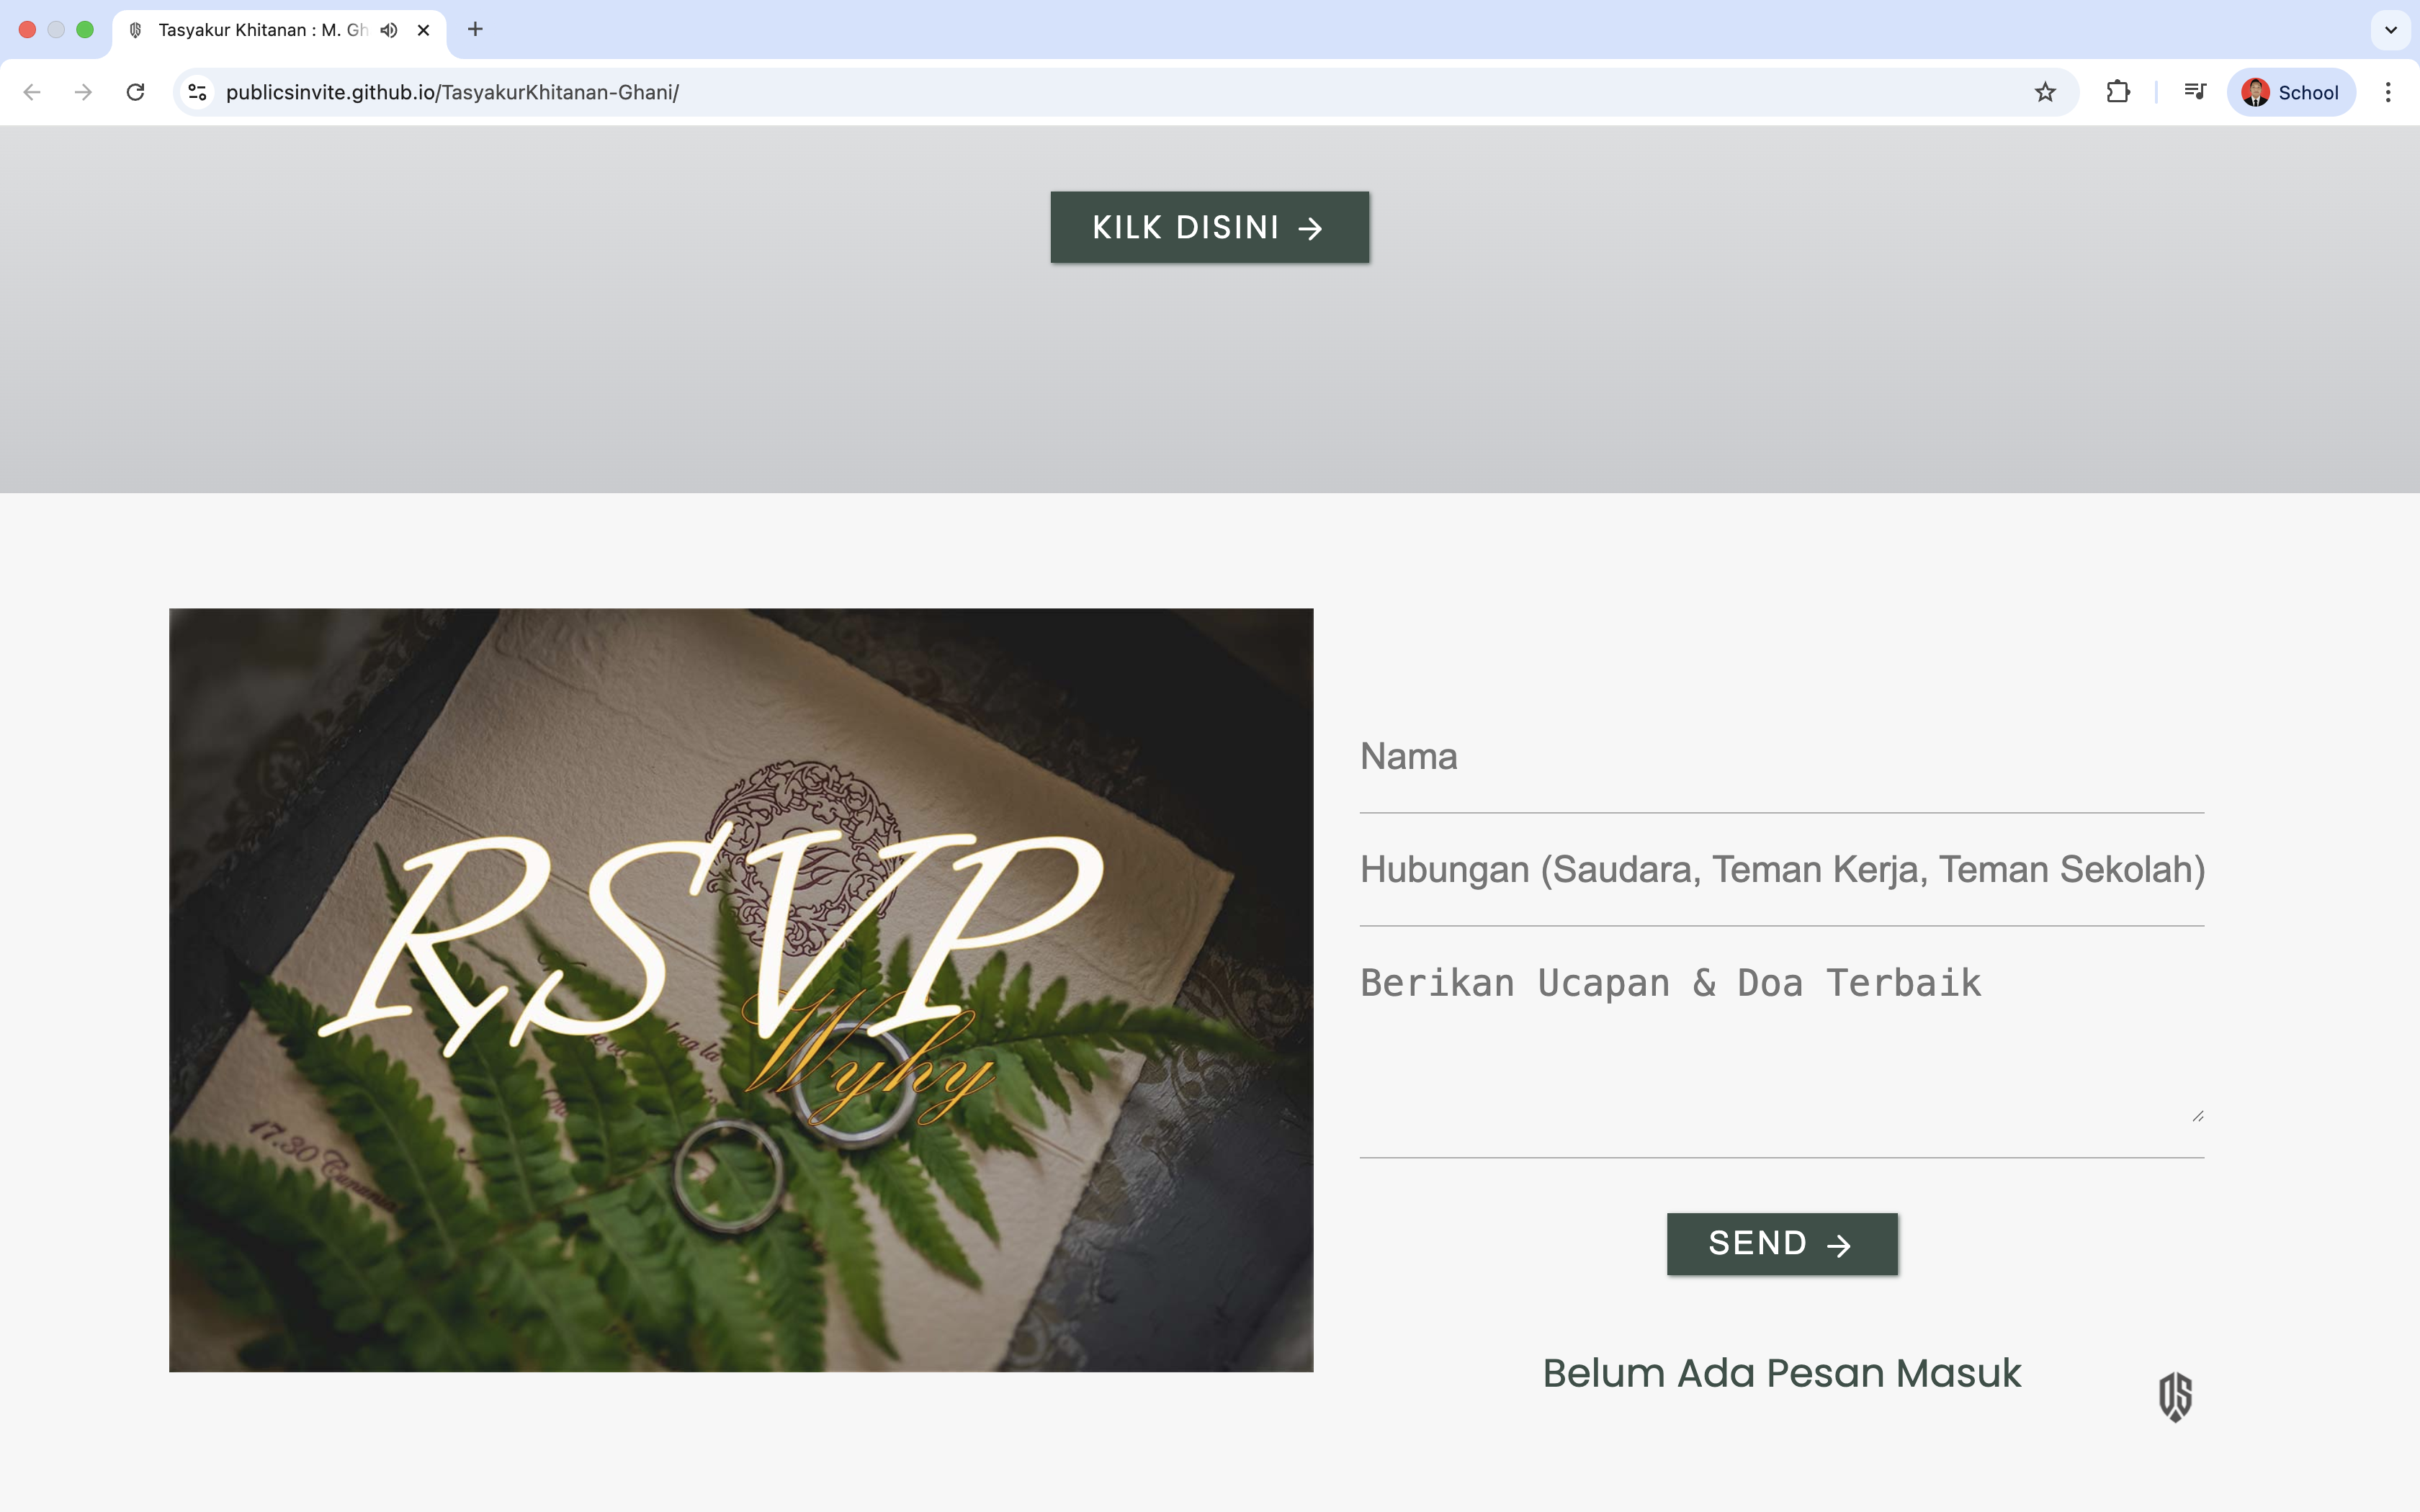 Tasyakur Khitanan : M. Gh
publicsinvite.github.io/TasyakurKhitanan-Ghani/
School
KILK DISINI →
RSVP
Wyhy
17.30
Nama
Hubungan (Saudara, Teman Kerja, Teman Sekolah)
Berikan Ucapan & Doa Terbaik
SEND →
Belum Ada Pesan Masuk